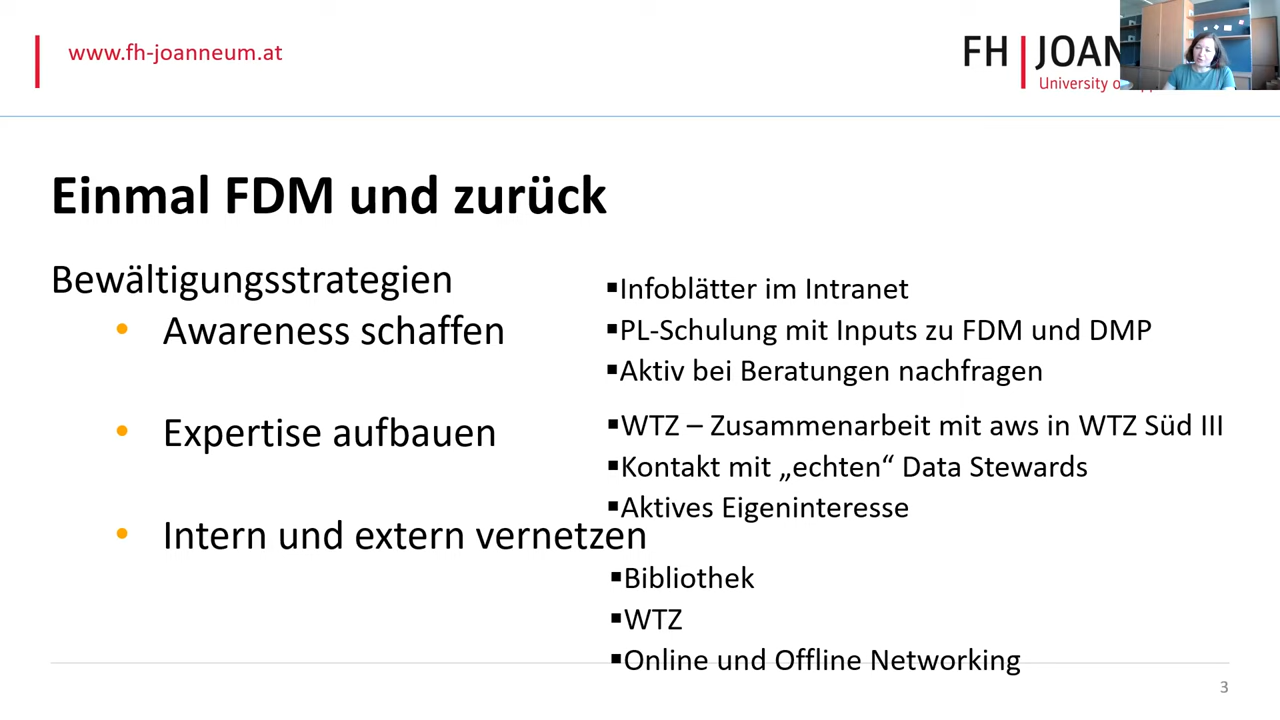 www.fh-joanneum.at
FH JOAN
University of
Einmal FDM und zurück
Bewältigungsstrategien
• Awareness schaffen
▪Infoblätter im Intranet
▪PL-Schulung mit Inputs zu FDM und DMP
▪Aktiv bei Beratungen nachfragen
• Expertise aufbauen
▪WTZ – Zusammenarbeit mit aws in WTZ Süd III
▪Kontakt mit „echten“ Data Stewards
▪Aktives Eigeninteresse
• Intern und extern vernetzen
▪Bibliothek
▪WTZ
▪Online und Offline Networking
3